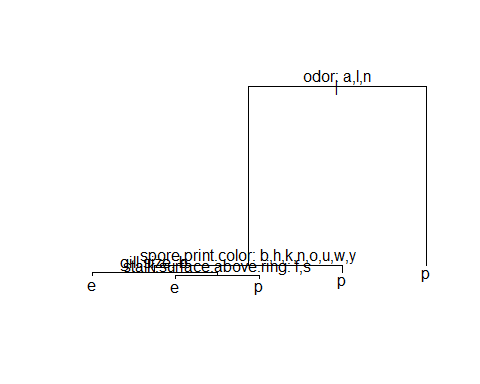 odor: a,l,n
spore.print.color: b,h,k,n,o,u,w,y
stalk.surface.above.ring: f,s
e
e
p
p
p